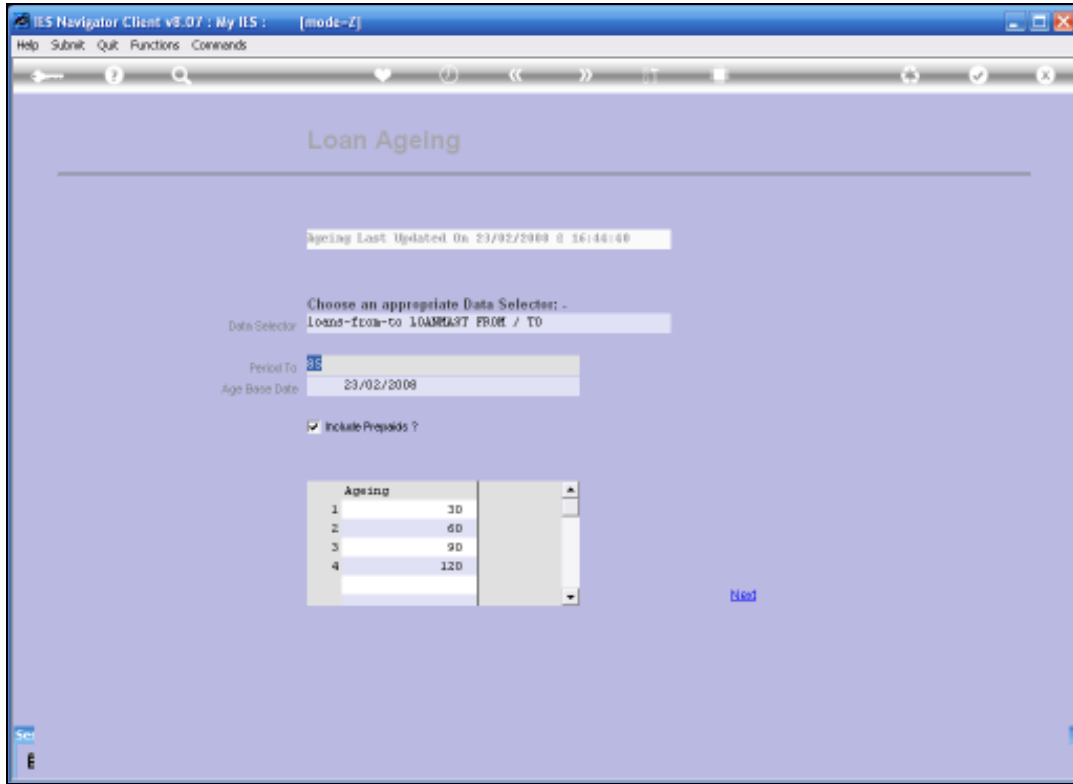 IES Navigator Client v8.07 : My IES : [mode-Z]
Help Submit Quit Functions Commands
Loan Ageing
Ageing Last Updated On 23/02/2008 @ 16:44:40
Choose an appropriate Data Selector: -
Data Selector loans-from-to LOANMAST FROM / TO
Period To
Age Base Date 23/02/2008
Include Prepaids ?
Ageing
1 30
2 60
3 90
4 120
Next